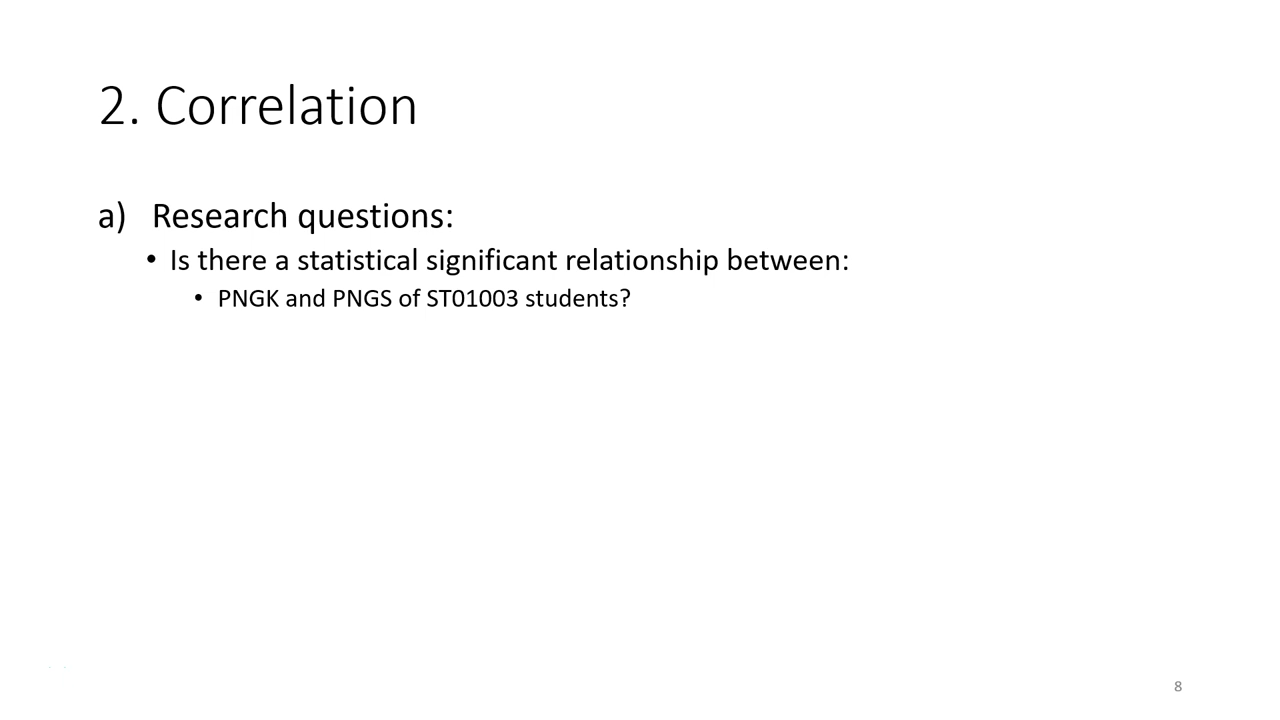 2. Correlation
a) Research questions:
• Is there a statistical significant relationship between:
• PNGK and PNGS of ST01003 students?
8